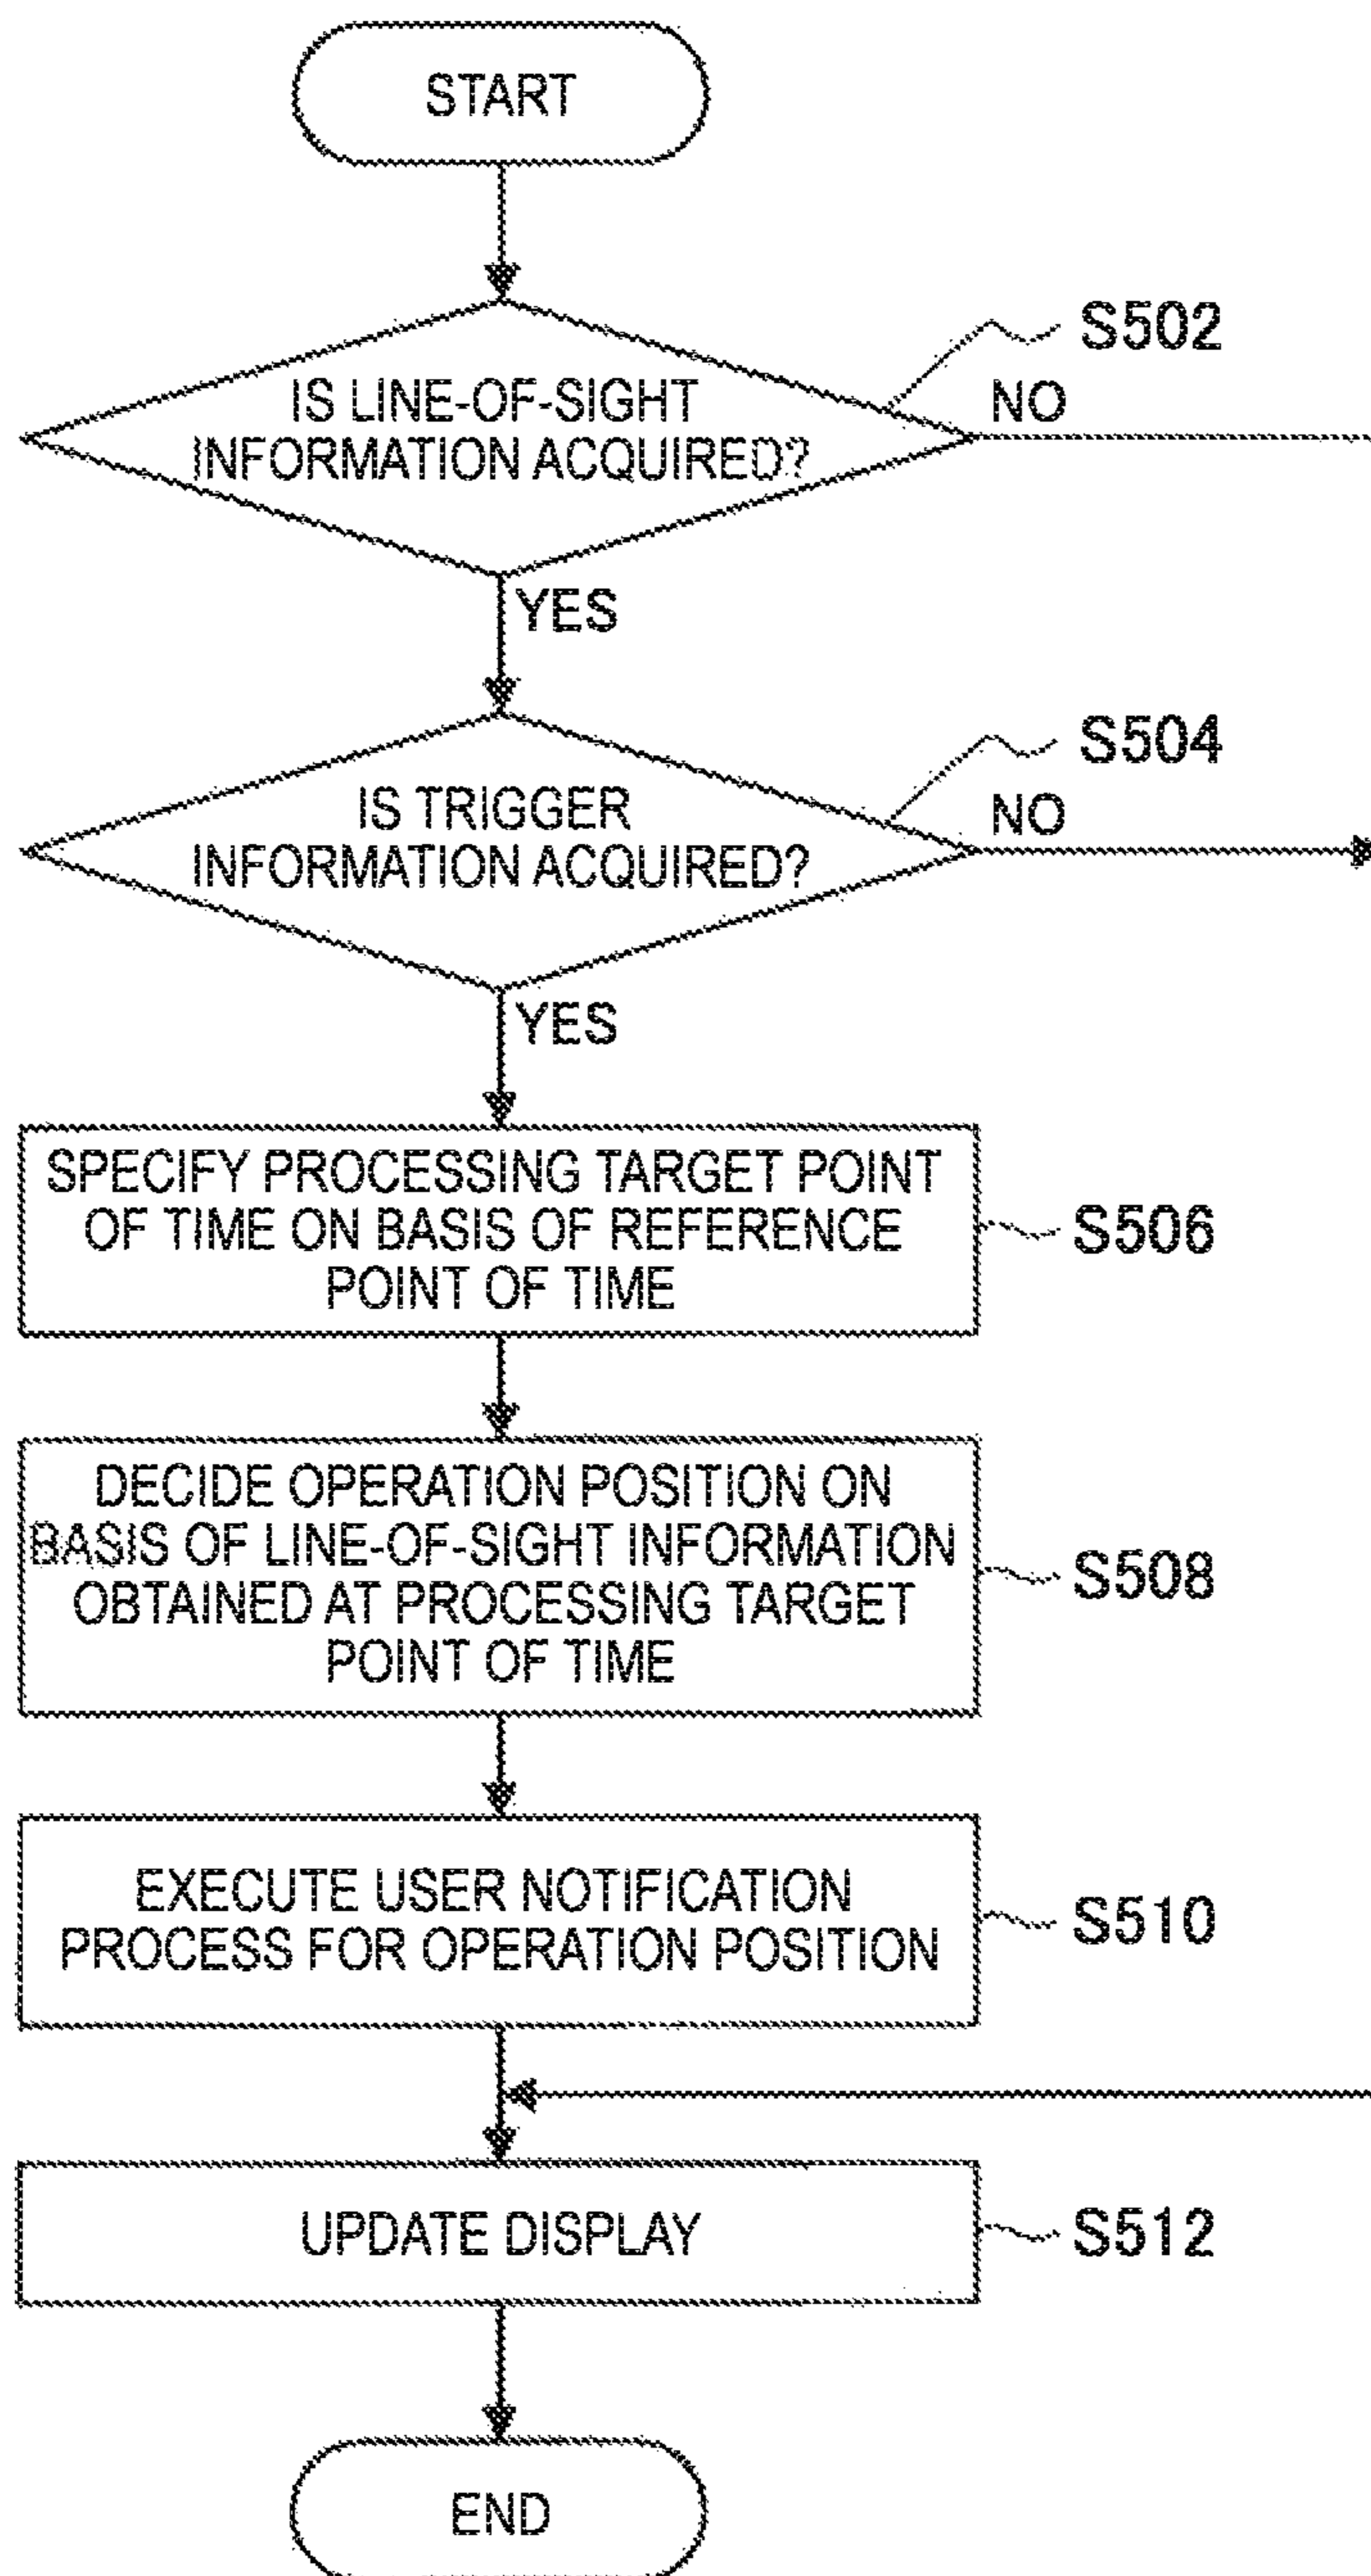 START
S502
IS LINE-OF-SIGHT
INFORMATION ACQUIRED?
NO
YES
S504
IS TRIGGER
INFORMATION ACQUIRED?
NO
YES
SPECIFY PROCESSING TARGET POINT
OF TIME ON BASIS OF REFERENCE
POINT OF TIME
S506
DECIDE OPERATION POSITION ON
BASIS OF LINE-OF-SIGHT INFORMATION
OBTAINED AT PROCESSING TARGET
POINT OF TIME
S508
EXECUTE USER NOTIFICATION
PROCESS FOR OPERATION POSITION
S510
UPDATE DISPLAY
S512
END